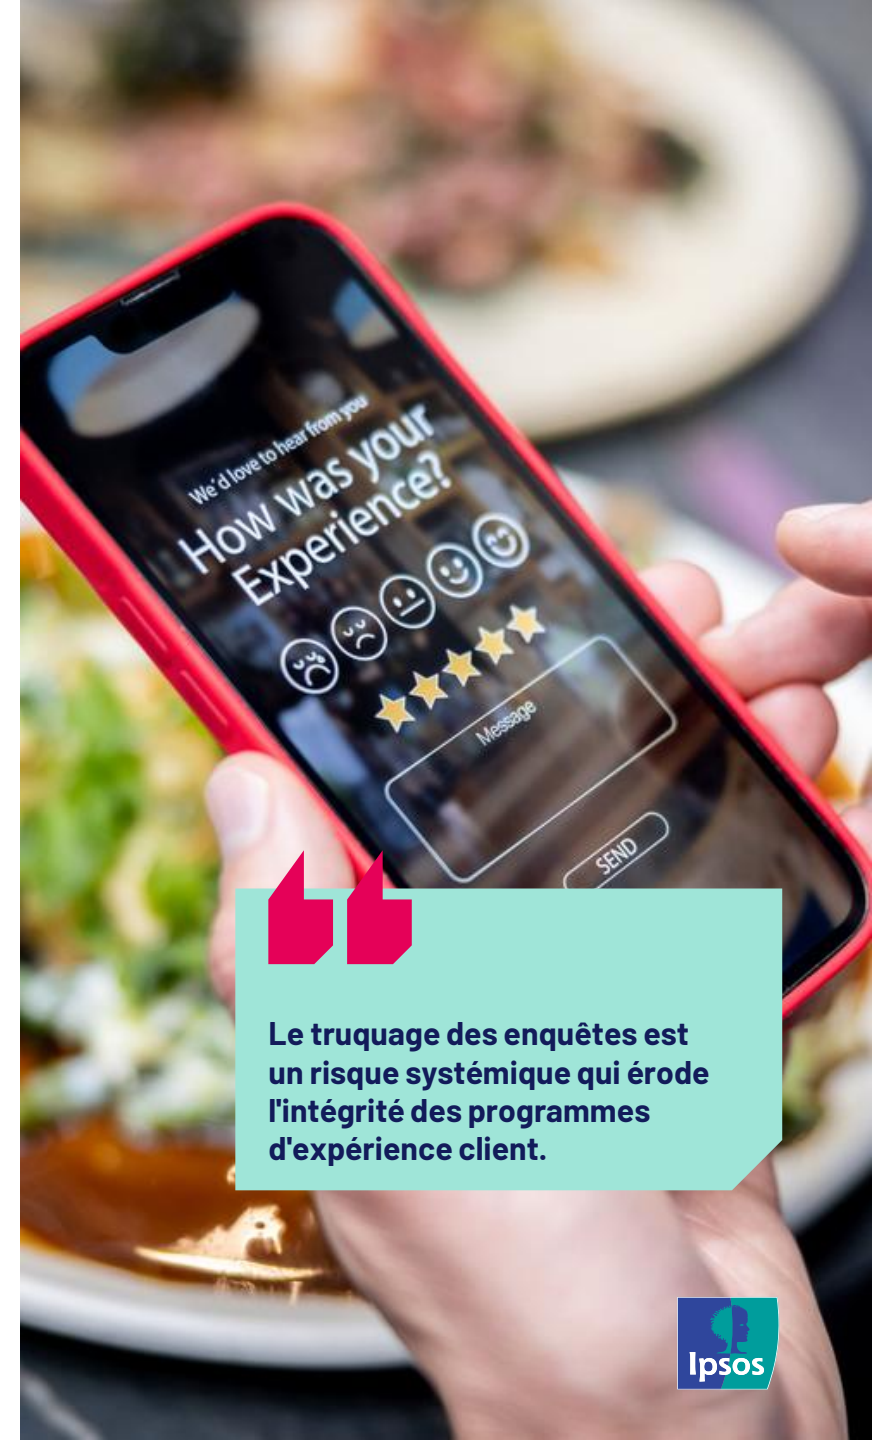 We'd love to hear from you
How was your
Experience?
Message
SEND
Le truquage des enquêtes est
un risque systémique qui érode
l'intégrité des programmes
d'expérience client.
Ipsos